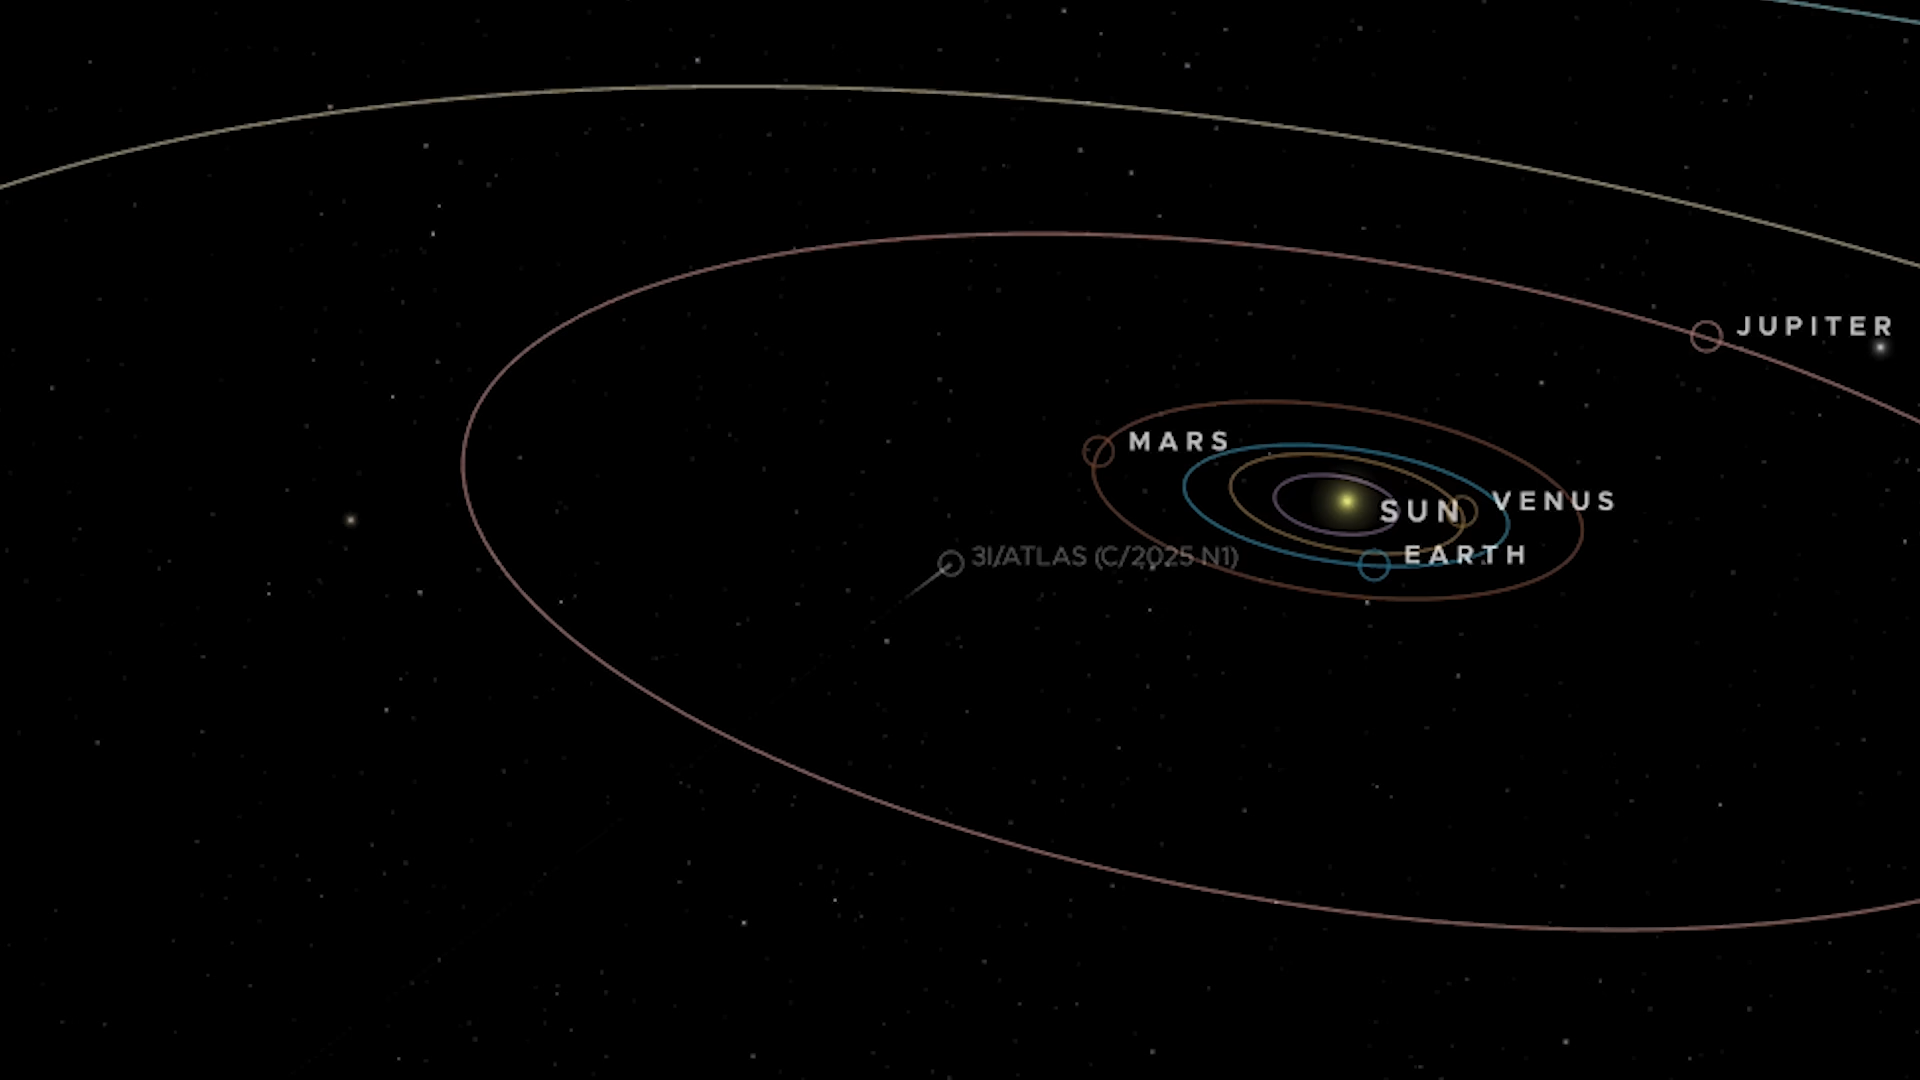 JUPITER
MARS
VENUS
SUN
EARTH
3I/ATLAS (C/2025 N1)